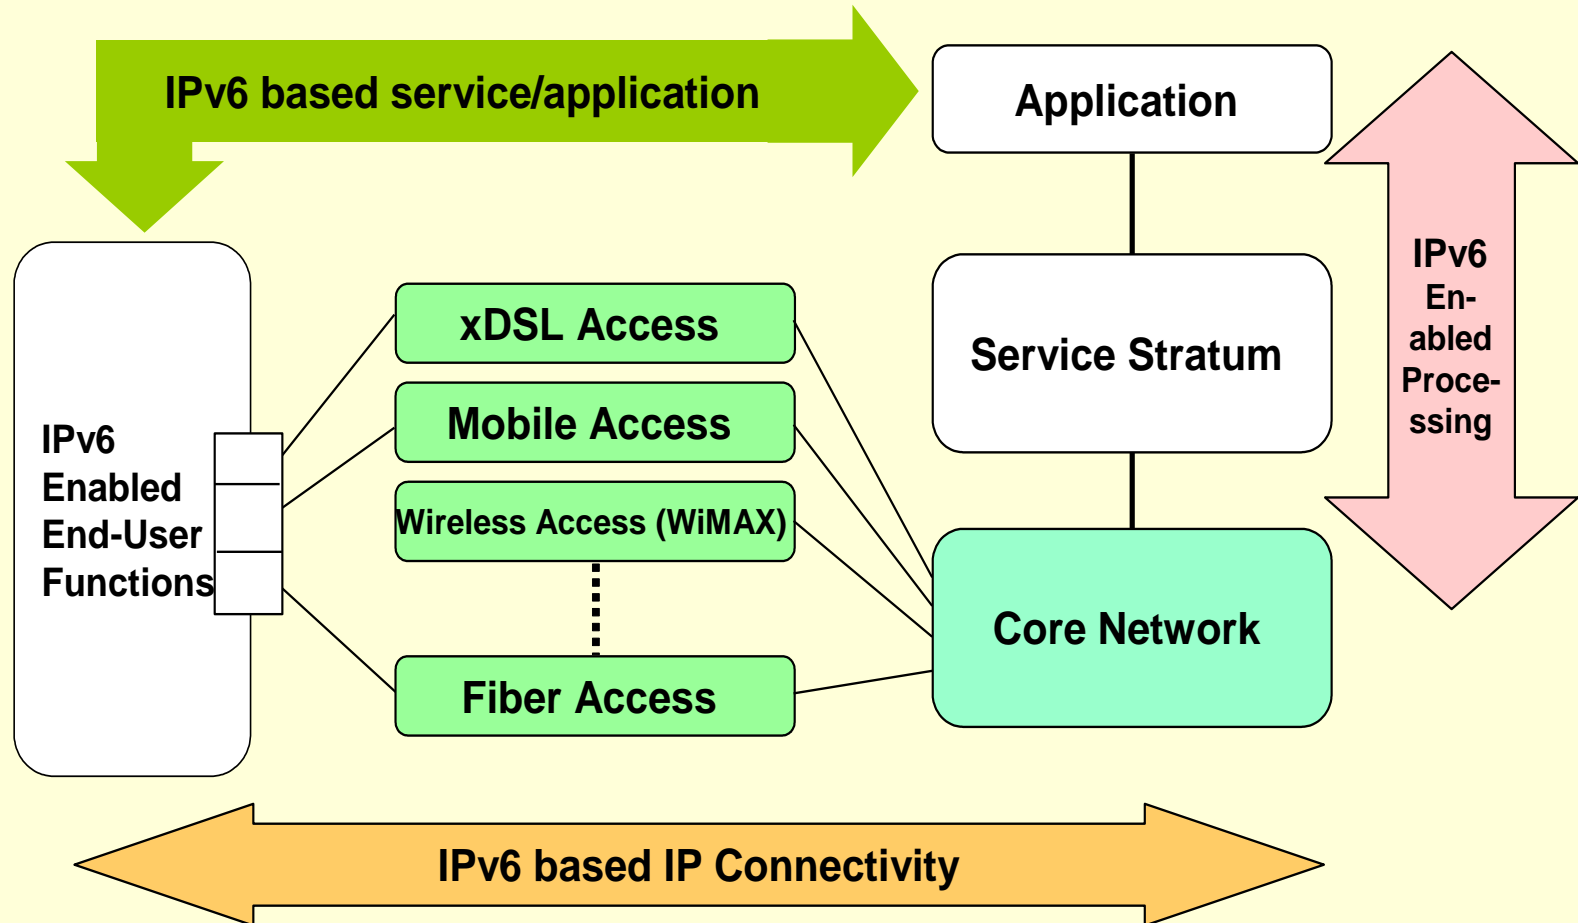 IPv6 based service/application
Application
IPv6
En-
abled
Proce-
ssing
xDSL Access
Service Stratum
Mobile Access
IPv6
Enabled
End-User
Functions
Wireless Access (WiMAX)
Core Network
Fiber Access
IPv6 based IP Connectivity